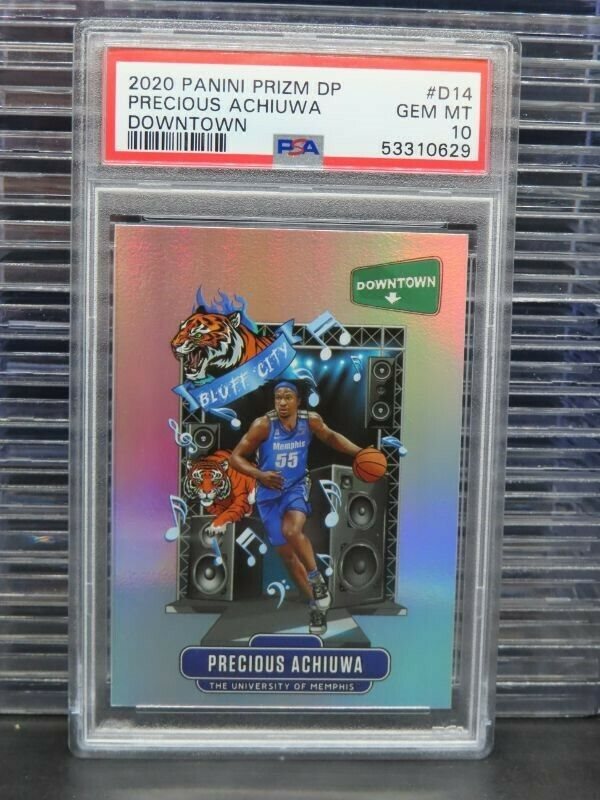 2020 PANINI PRIZM DP #D14
PRECIOUS ACHIUWA GEM MT
DOWNTOWN 10
PSA 53310629
DOWNTOWN
BLUFF CITY
Memphis
55
PRECIOUS ACHIUWA
THE UNIVERSITY OF MEMPHIS